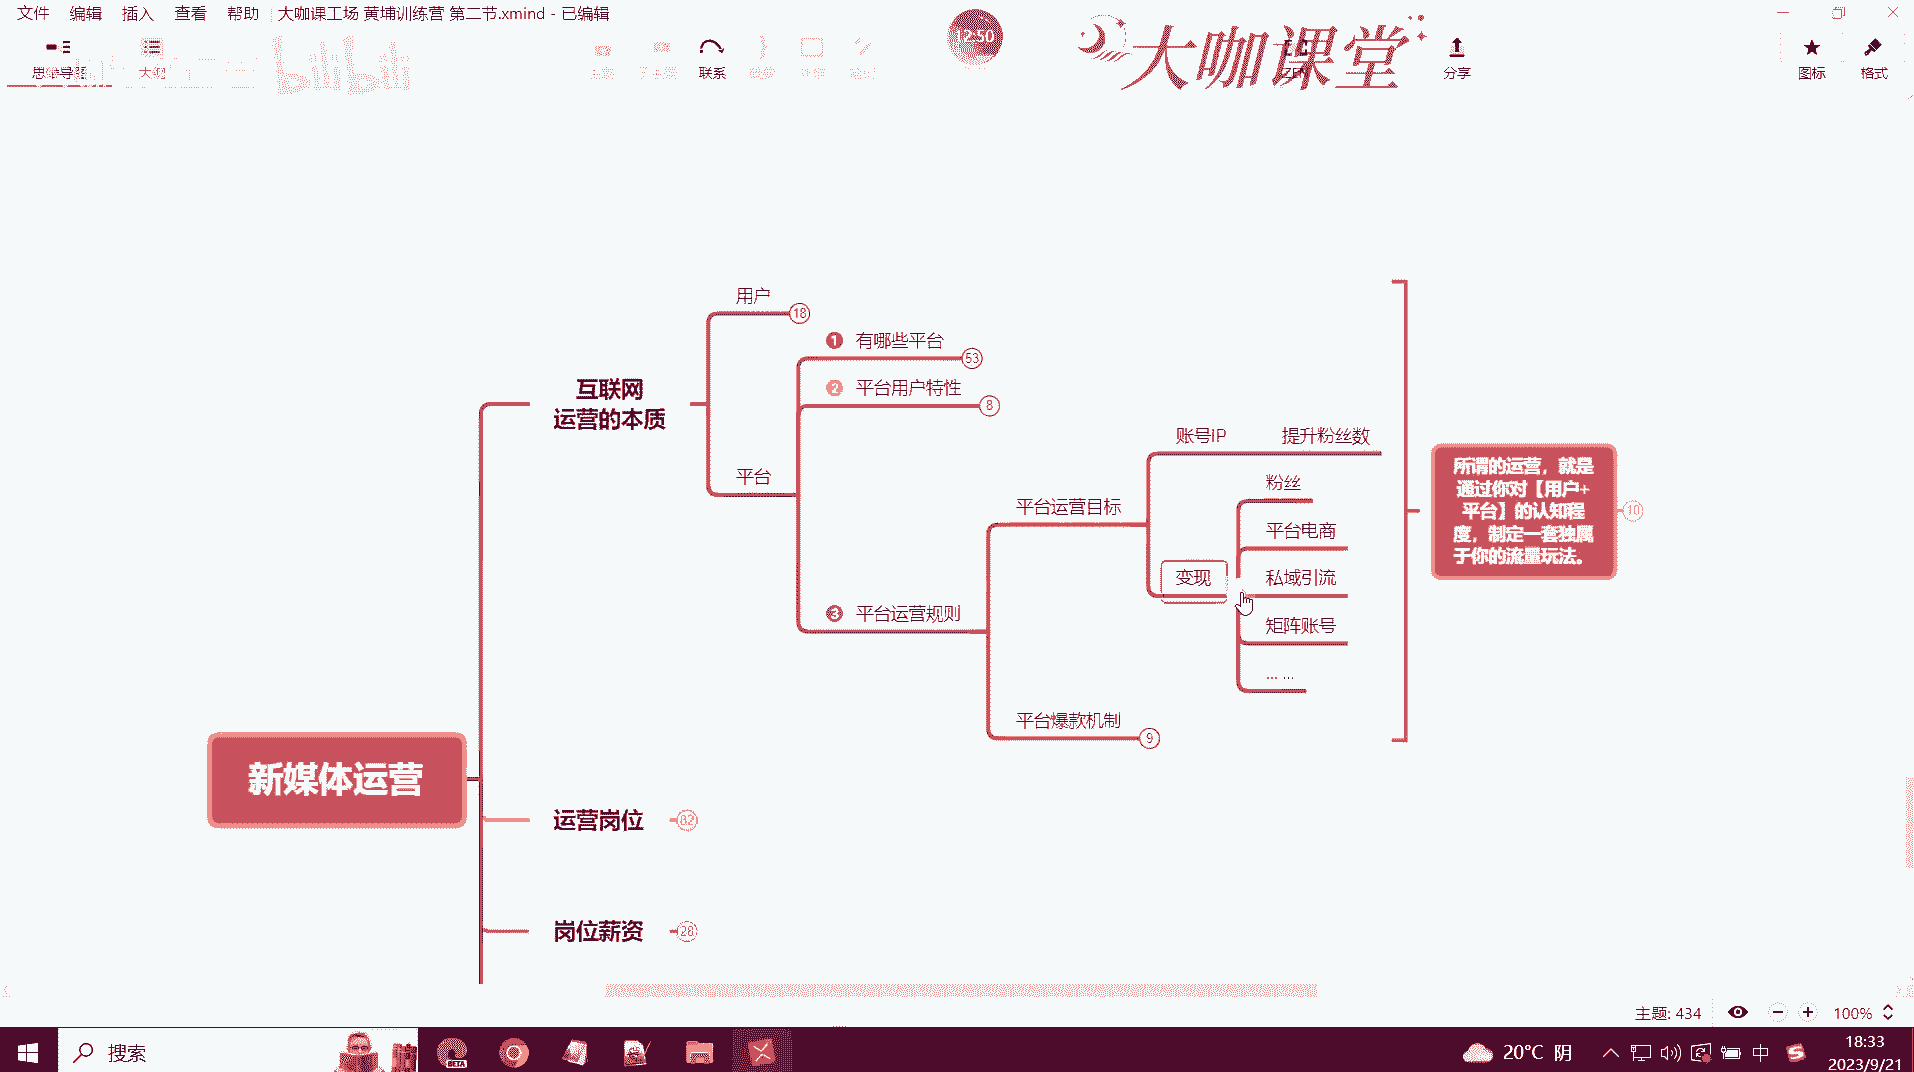 文件 编辑 插入 查看 帮助 大咖课工场 黄埔训练营 第二节.xmind - 已编辑
思维导图 大纲
bilibili
联系
12:50
大咖课堂
ZEN
分享
图标
格式
用户 18
1 有哪些平台 53
2 平台用户特性 8
互联网
运营的本质
平台
账号IP 提升粉丝数
粉丝
平台运营目标
平台电商
变现
私域引流
矩阵账号
... ...
3 平台运营规则
平台爆款机制 9
所谓的运营，就是
通过你对【用户+
平台】的认知程
度，制定一套独属
于你的流量玩法。
10
新媒体运营
运营岗位 82
岗位薪资 28
主题: 434
100%
搜索
BETA
20°C 阴
中
18:33
2023/9/21